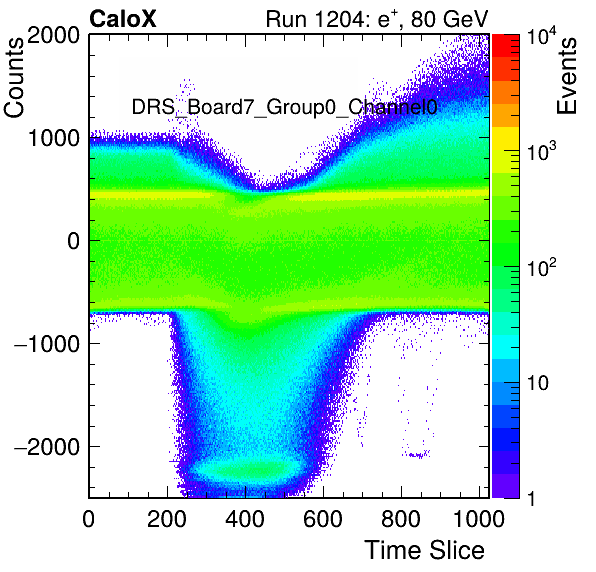 CaloX Run 1204: e⁺, 80 GeV
Counts
Events
DRS_Board7_Group0_Channel0
2000
1000
0
−1000
−2000
0 200 400 600 800 1000
Time Slice
10⁴
10³
10²
10
1